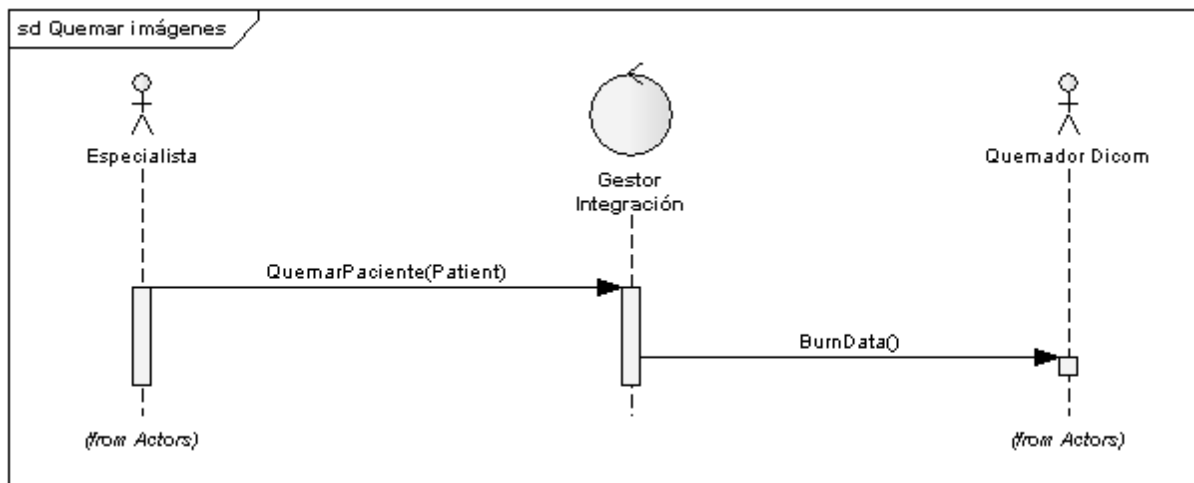 sd Quemar imágenes
Especialista
Gestor
Integración
Quemador Dicom
QuemarPaciente(Patient)
BurnData()
(from Actors)
(from Actors)